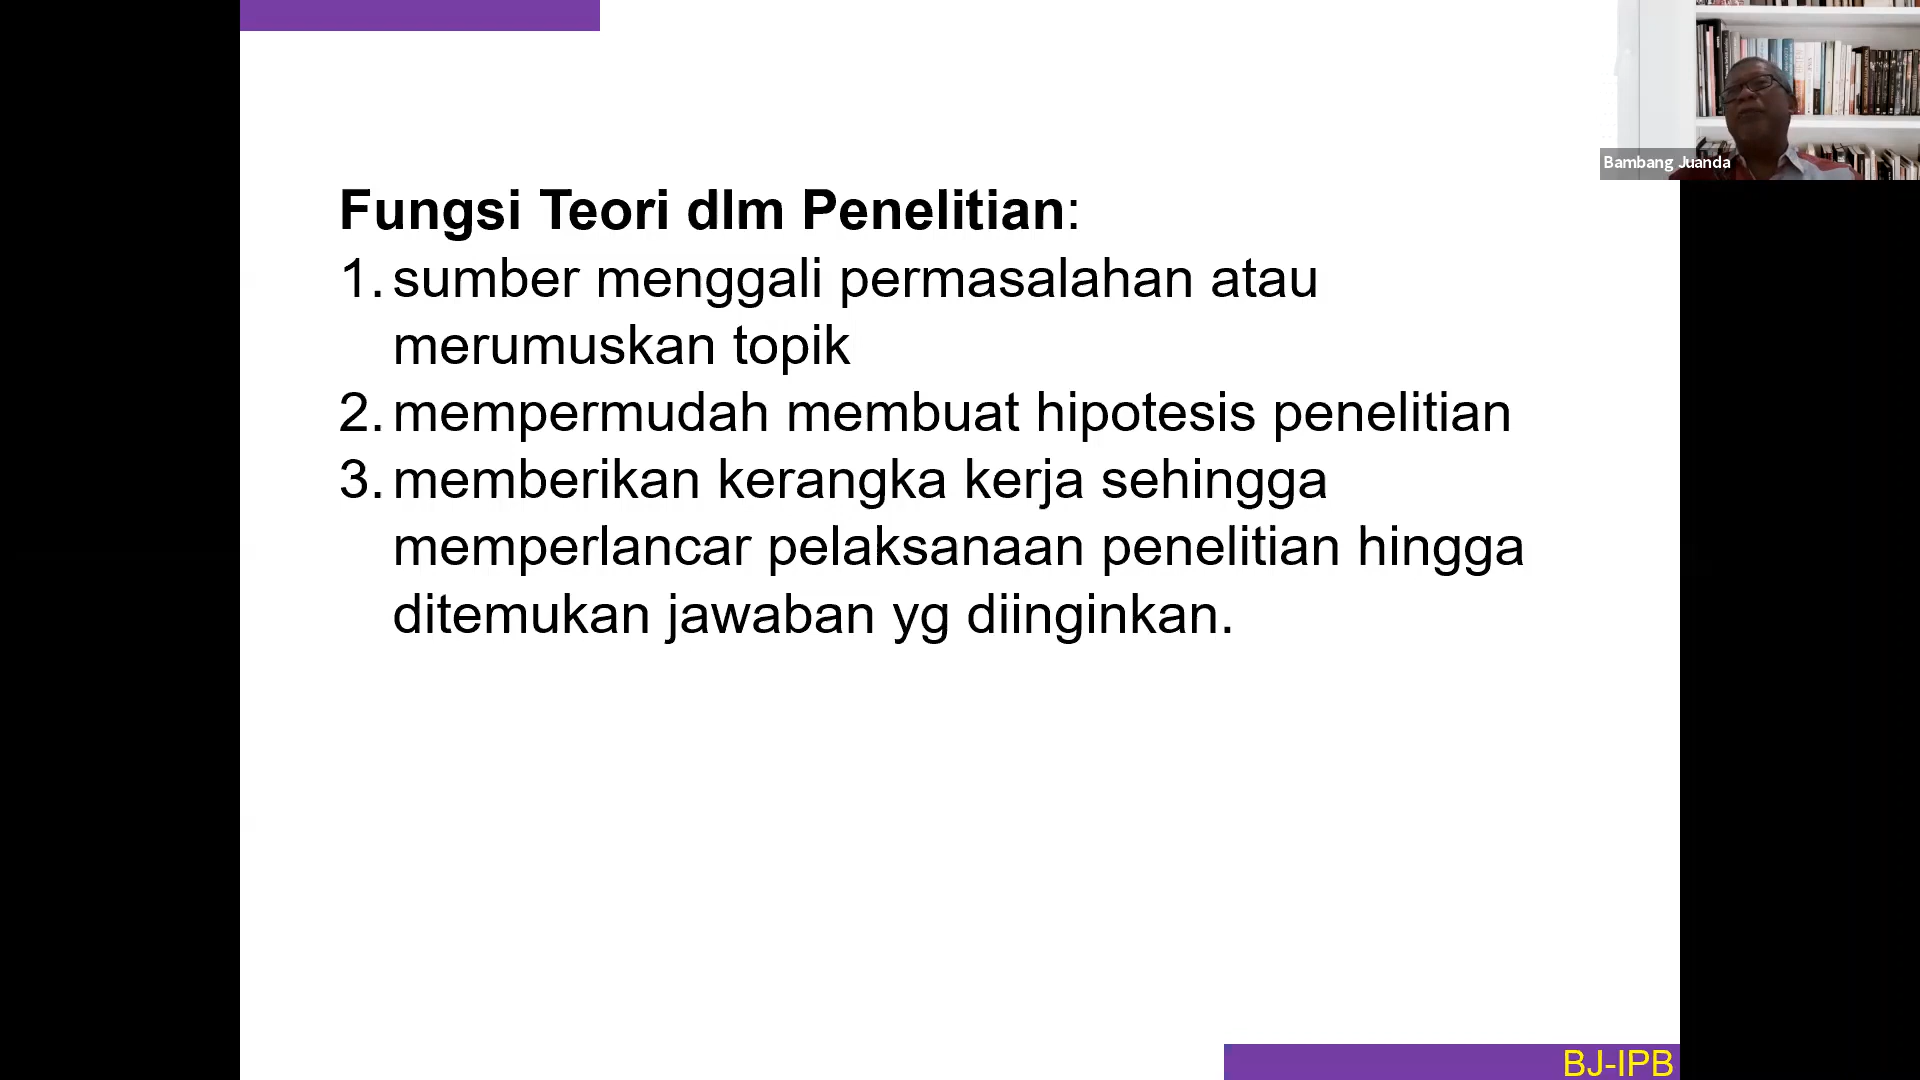 Bambang Juanda
Fungsi Teori dlm Penelitian:
1. sumber menggali permasalahan atau
merumuskan topik
2. mempermudah membuat hipotesis penelitian
3. memberikan kerangka kerja sehingga
memperlancar pelaksanaan penelitian hingga
ditemukan jawaban yg diinginkan.
BJ-IPB